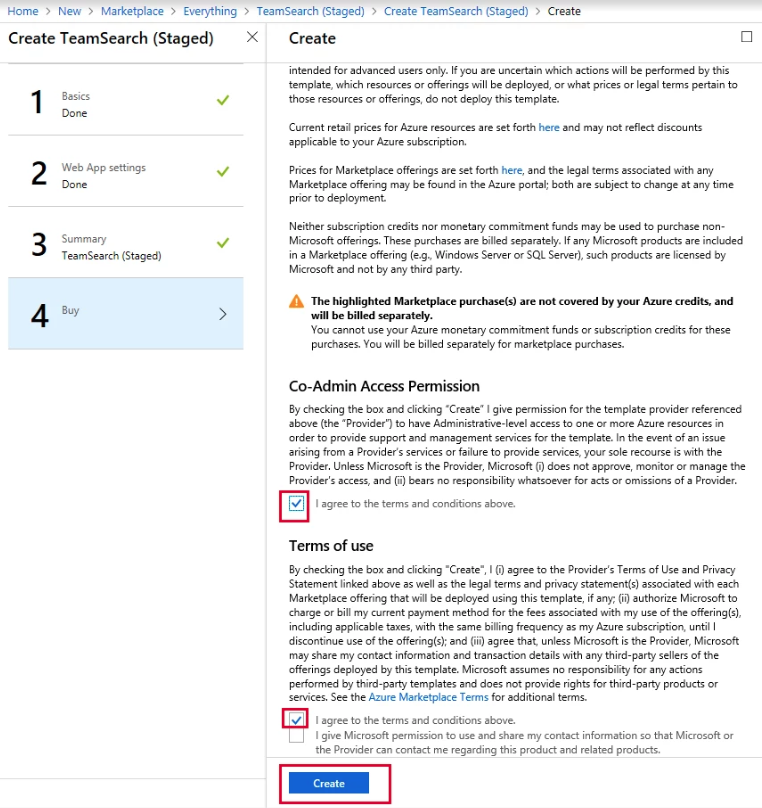 Home > New > Marketplace > Everything > TeamSearch (Staged) > Create TeamSearch (Staged) > Create
Create TeamSearch (Staged)
1
Basics
Done
2
Web App settings
Done
3
Summary
TeamSearch (Staged)
4
Buy
Create
intended for advanced users only. If you are uncertain which actions will be performed by this
template, which resources or offerings will be deployed, or what prices or legal terms pertain to
those resources or offerings, do not deploy this template.
Current retail prices for Azure resources are set forth here and may not reflect discounts
applicable to your Azure subscription.
Prices for Marketplace offerings are set forth here, and the legal terms associated with any
Marketplace offering may be found in the Azure portal; both are subject to change at any time
prior to deployment.
Neither subscription credits nor monetary commitment funds may be used to purchase non-
Microsoft offerings. These purchases are billed separately. If any Microsoft products are included
in a Marketplace offering (e.g., Windows Server or SQL Server), such products are licensed by
Microsoft and not by any third party.
The highlighted Marketplace purchase(s) are not covered by your Azure credits, and
will be billed separately.
You cannot use your Azure monetary commitment funds or subscription credits for these
purchases. You will be billed separately for marketplace purchases.
Co-Admin Access Permission
By checking the box and clicking “Create” I give permission for the template provider referenced
above (the “Provider”) to have Administrative-level access to one or more Azure resources in
order to provide support and management services for the template. In the event of an issue
arising from a Provider’s services or failure to provide services, your sole recourse is with the
Provider. Unless Microsoft is the Provider, Microsoft (i) does not approve, monitor or manage the
Provider’s access, and (ii) bears no responsibility whatsoever for acts or omissions of a Provider.
I agree to the terms and conditions above.
Terms of use
By checking the box and clicking "Create", I (i) agree to the Provider's Terms of Use and Privacy
Statement linked above as well as the legal terms and privacy statement(s) associated with each
Marketplace offering that will be deployed using this template, if any; (ii) authorize Microsoft to
charge or bill my current payment method for the fees associated with my use of the offering(s),
including applicable taxes, with the same billing frequency as my Azure subscription, until I
discontinue use of the offering(s); and (iii) agree that, unless Microsoft is the Provider, Microsoft
may share my contact information and transaction details with any third-party sellers of the
offerings deployed by this template. Microsoft assumes no responsibility for any actions
performed by third-party templates and does not provide rights for third-party products or
services. See the Azure Marketplace Terms for additional terms.
I agree to the terms and conditions above.
I give Microsoft permission to use and share my contact information so that Microsoft or
the Provider can contact me regarding this product and related products.
Create